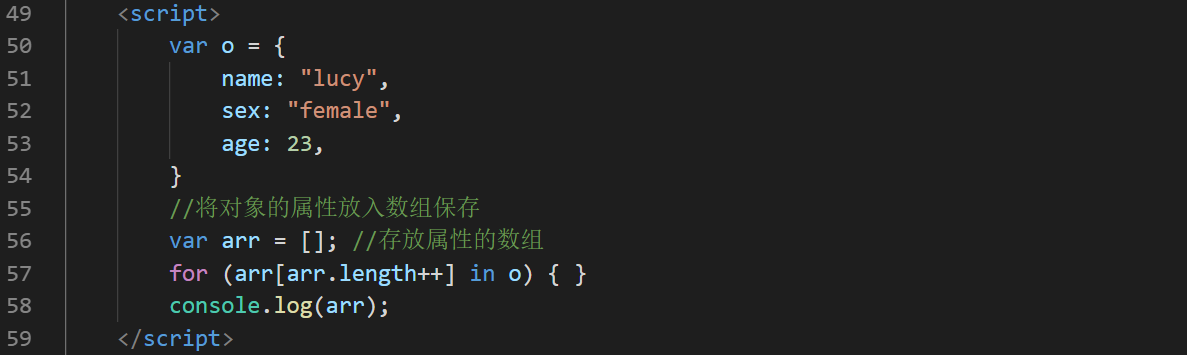 49 <script>
50 var o = {
51 name: "lucy",
52 sex: "female",
53 age: 23,
54 }
55 //将对象的属性放入数组保存
56 var arr = []; //存放属性的数组
57 for (arr[arr.length++] in o) { }
58 console.log(arr);
59 </script>